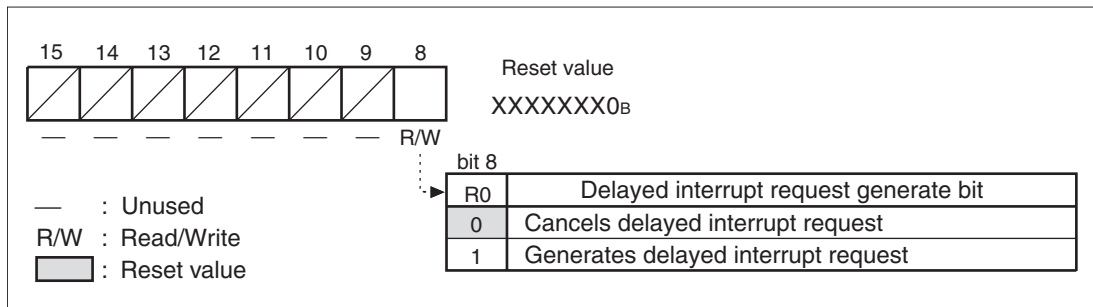 15 14 13 12 11 10 9 8
Reset value
XXXXXXX0B
— — — — — — — R/W
bit 8
R0 Delayed interrupt request generate bit
0 Cancels delayed interrupt request
1 Generates delayed interrupt request
— : Unused
R/W : Read/Write
: Reset value